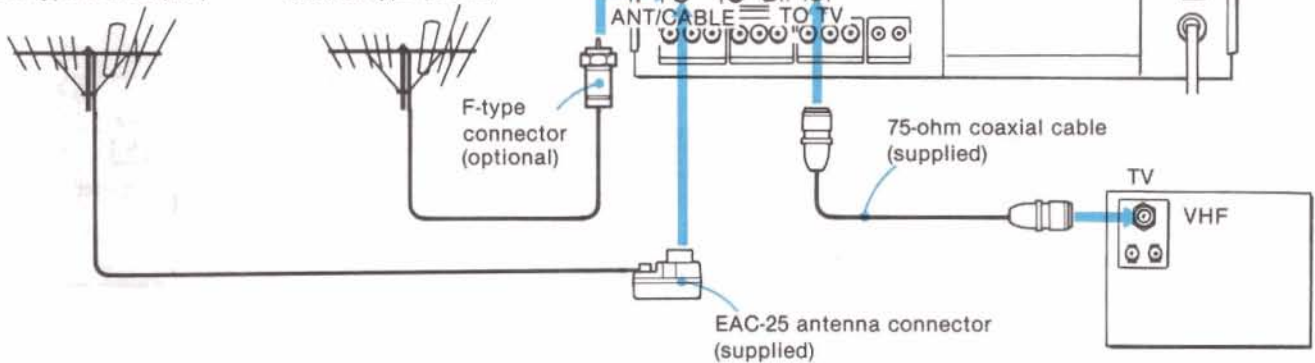 ANT/CABLE
TO TV
F-type
connector
(optional)
75-ohm coaxial cable
(supplied)
TV
VHF
EAC-25 antenna connector
(supplied)